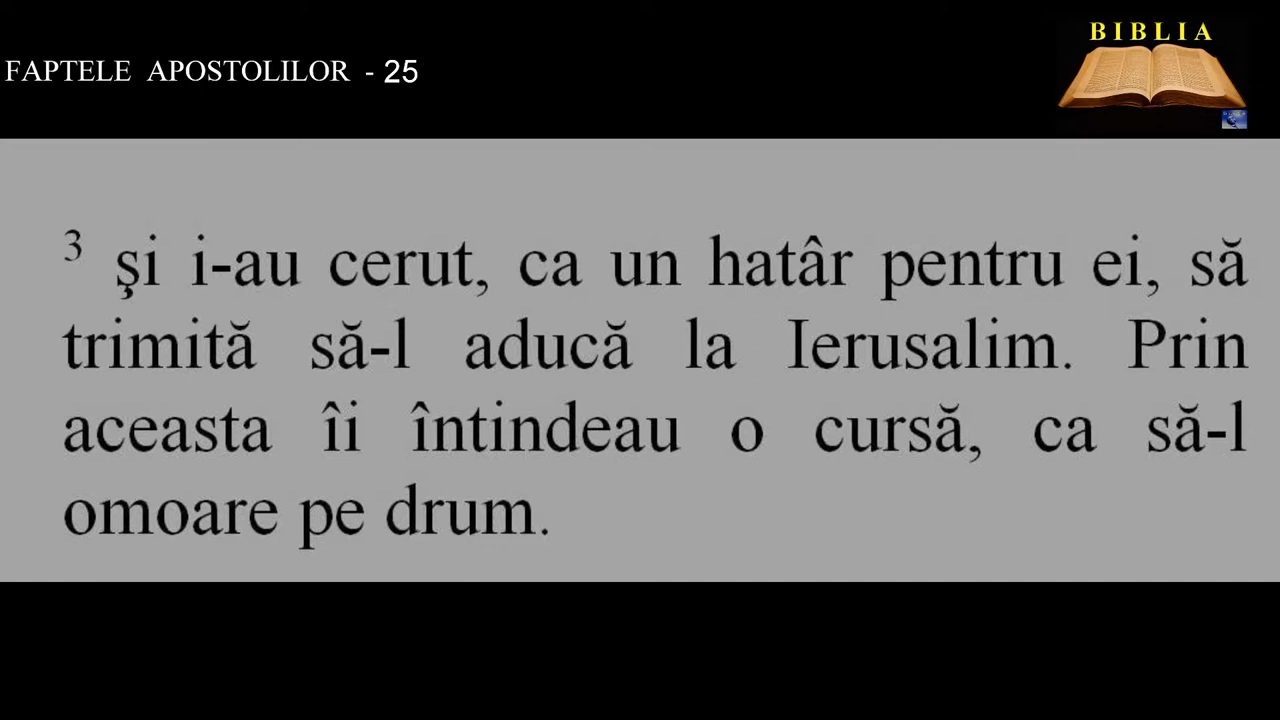 BIBLIA
FAPTELE APOSTOLILOR - 25
3 şi i-au cerut, ca un hatâr pentru ei, să
trimită să-l aducă la Ierusalim. Prin
aceasta îi întindeau o cursă, ca să-l
omoare pe drum.